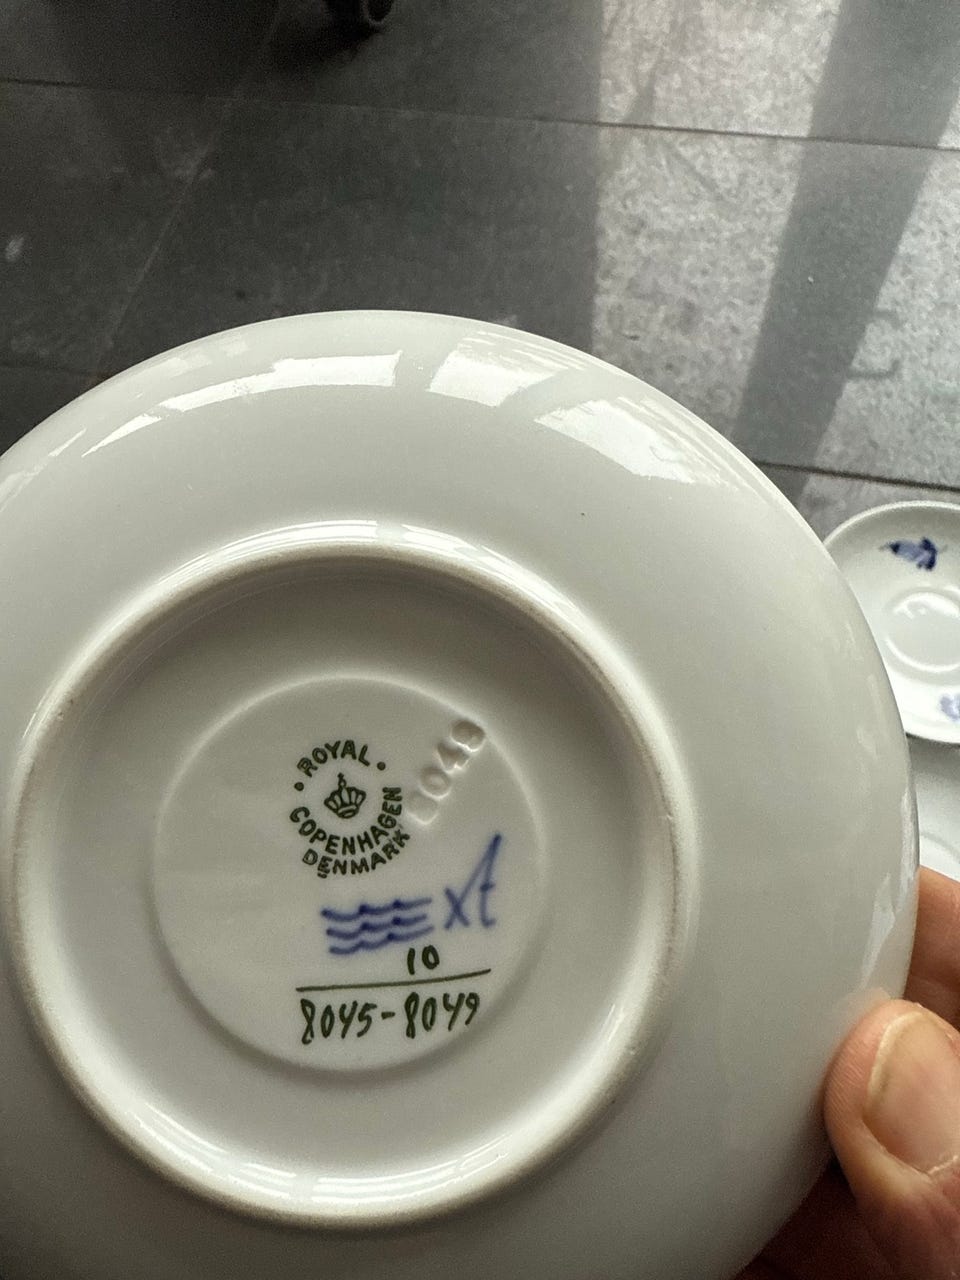 ROYAL
COPENHAGEN
DENMARK
8049
10
8045-8049